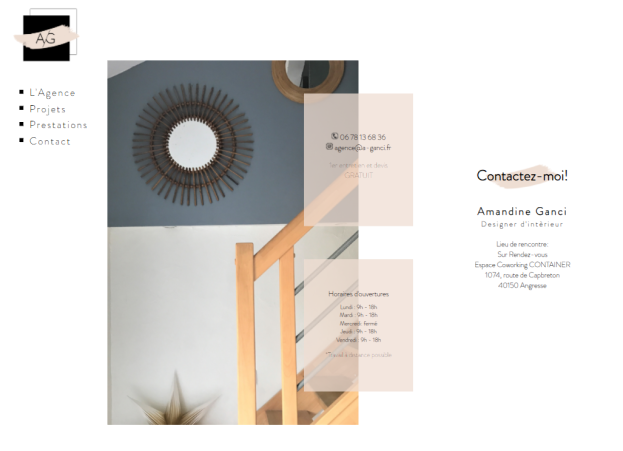 AG
L'Agence
Projets
Prestations
Contact
06 78 13 68 36
agence@a-ganci.fr
1er entretien et devis
GRATUIT
Horaires d'ouvertures
Lundi : 9h - 18h
Mardi : 9h - 18h
Mercredi: fermé
Jeudi : 9h - 18h
Vendredi : 9h - 18h
*Travail à distance possible
Contactez-moi!
Amandine Ganci
Designer d'intérieur
Lieu de rencontre:
Sur Rendez-vous
Espace Coworking CONTAINER
1074, route de Capbreton
40150 Angresse